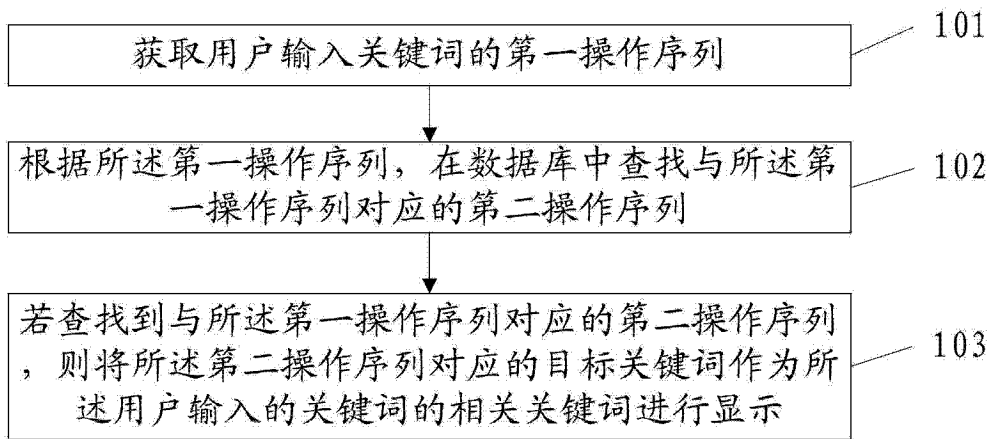 获取用户输入关键词的第一操作序列
101
根据所述第一操作序列，在数据库中查找与所述第
一操作序列对应的第二操作序列
102
若查找到与所述第一操作序列对应的第二操作序列
，则将所述第二操作序列对应的目标关键词作为所
述用户输入的关键词的相关关键词进行显示
103